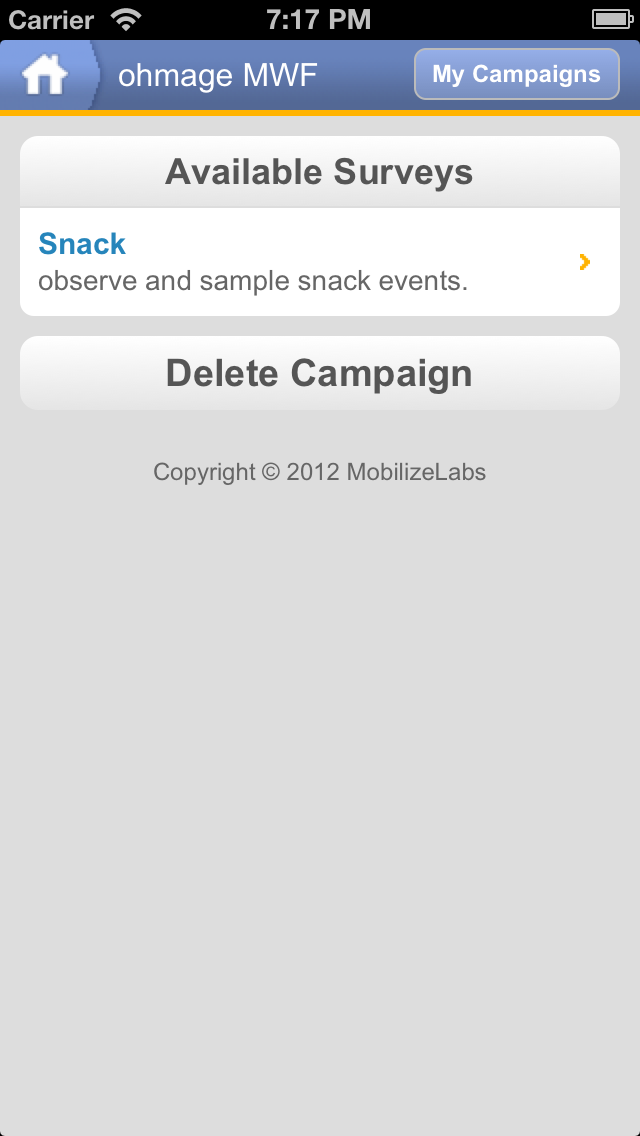 Carrier 7:17 PM
ohmage MWF My Campaigns
Available Surveys
Snack
observe and sample snack events.
Delete Campaign
Copyright © 2012 MobilizeLabs